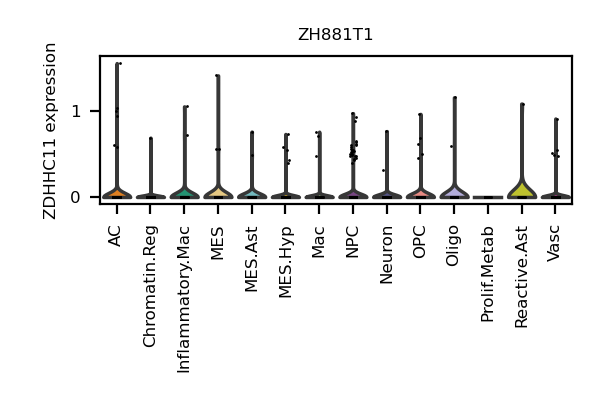 ZH881T1
ZDHHC11 expression
1
0
AC
Chromatin.Reg
Inflammatory.Mac
MES
MES.Ast
MES.Hyp
Mac
NPC
Neuron
OPC
Oligo
Prolif.Metab
Reactive.Ast
Vasc